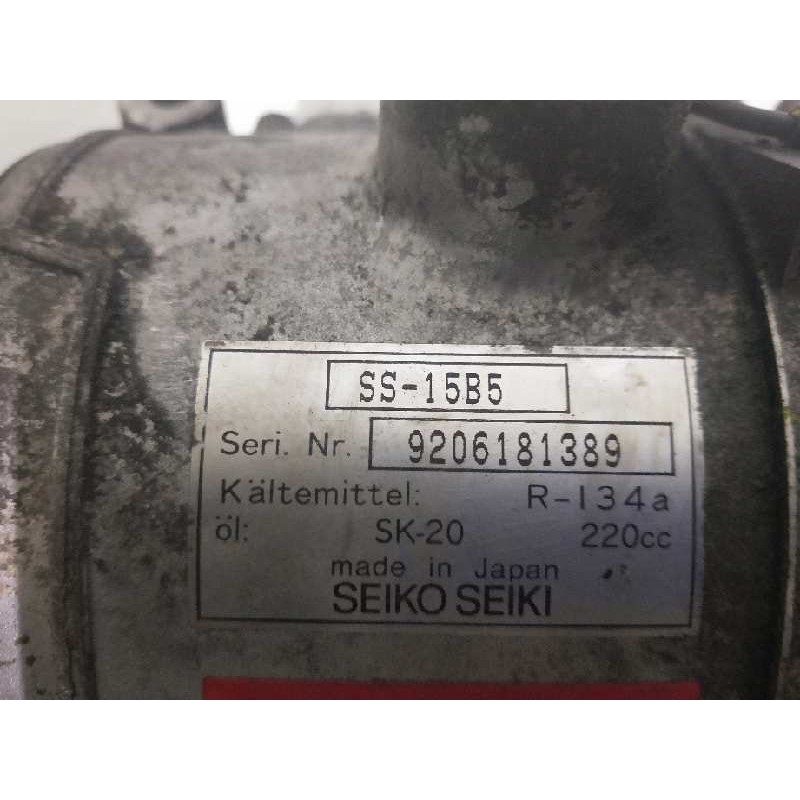 SS-15B5
Seri. Nr. 9206181389
Kältemittel: R-134a
öl: SK-20 220cc
made in Japan
SEIKO SEIKI